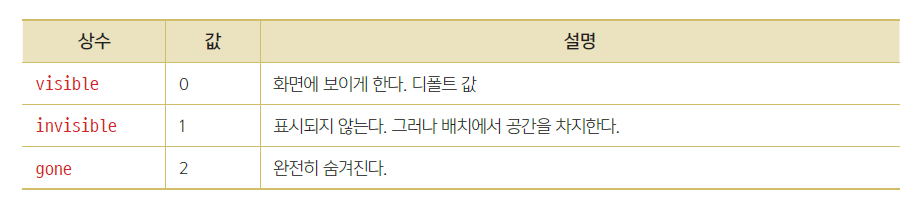 상수 값 설명
visible 0 화면에 보이게 한다. 디폴트 값
invisible 1 표시되지 않는다. 그러나 배치에서 공간을 차지한다.
gone 2 완전히 숨겨진다.